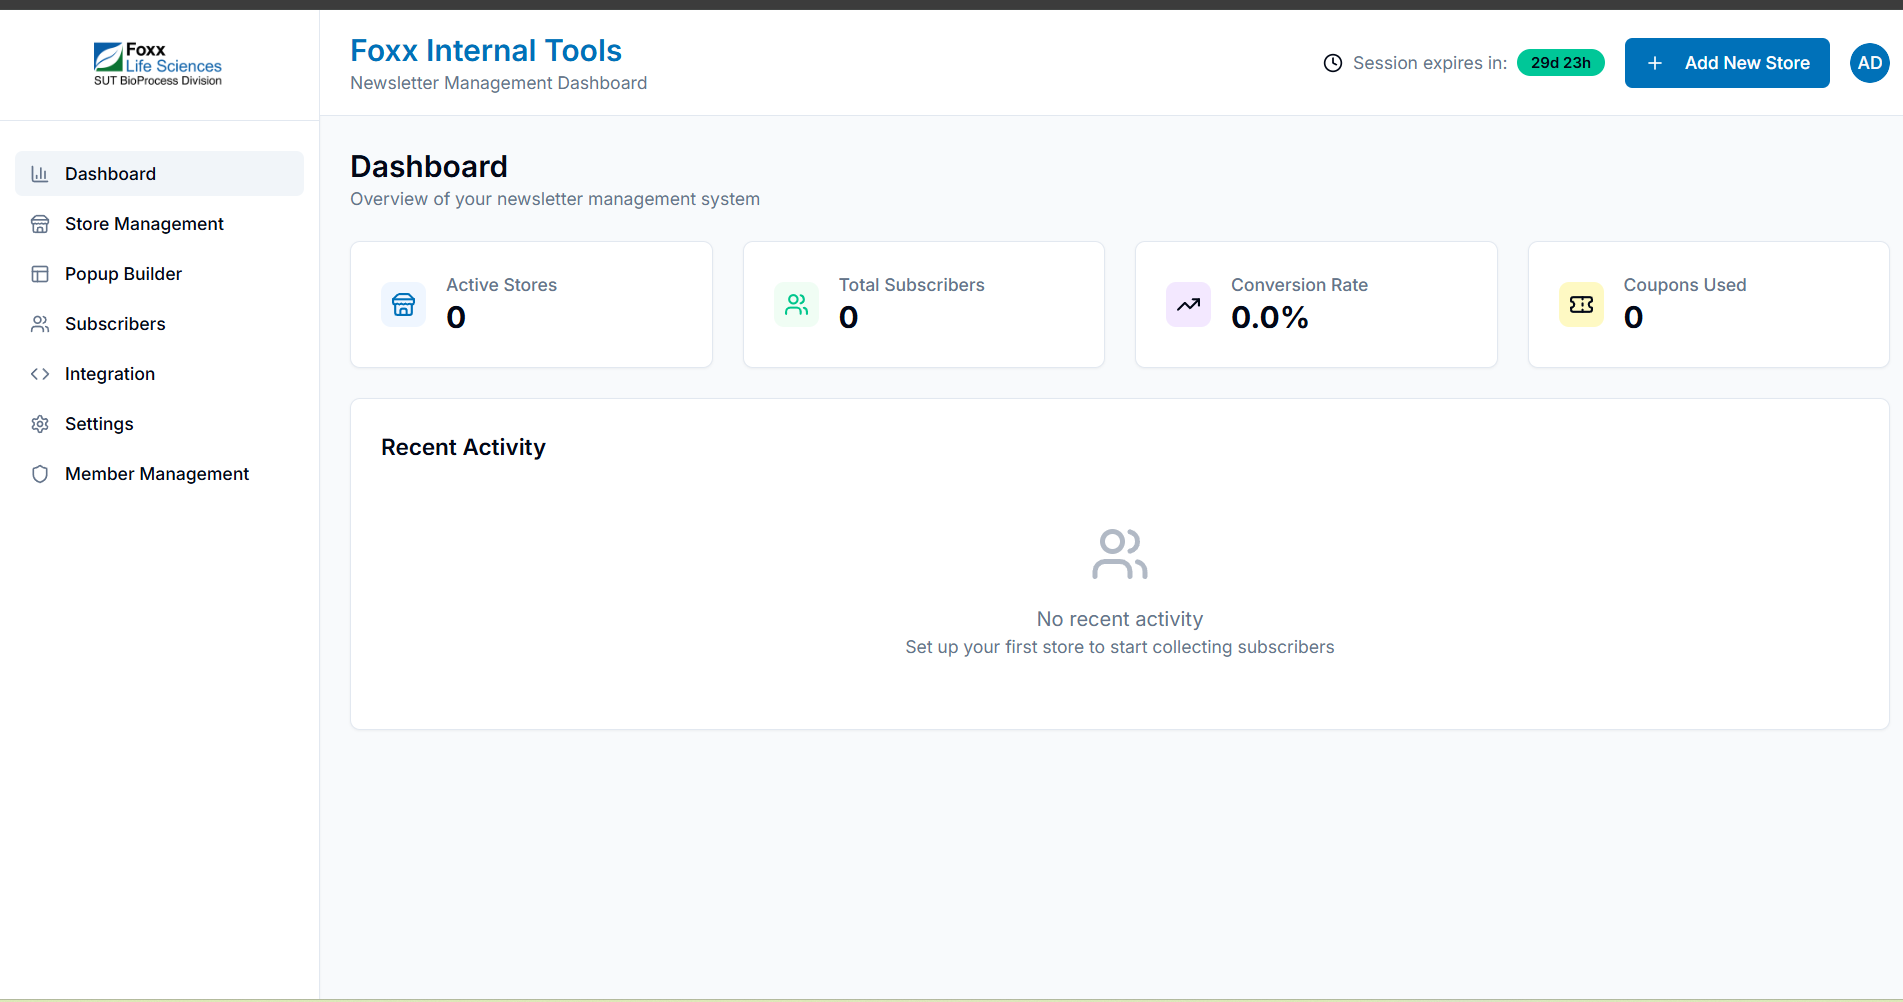 Foxx
Life Sciences
SUT BioProcess Division
Dashboard
Store Management
Popup Builder
Subscribers
Integration
Settings
Member Management
Foxx Internal Tools
Newsletter Management Dashboard
Session expires in: 29d 23h
Add New Store
AD
Dashboard
Overview of your newsletter management system
Active Stores
0
Total Subscribers
0
Conversion Rate
0.0%
Coupons Used
0
Recent Activity
No recent activity
Set up your first store to start collecting subscribers